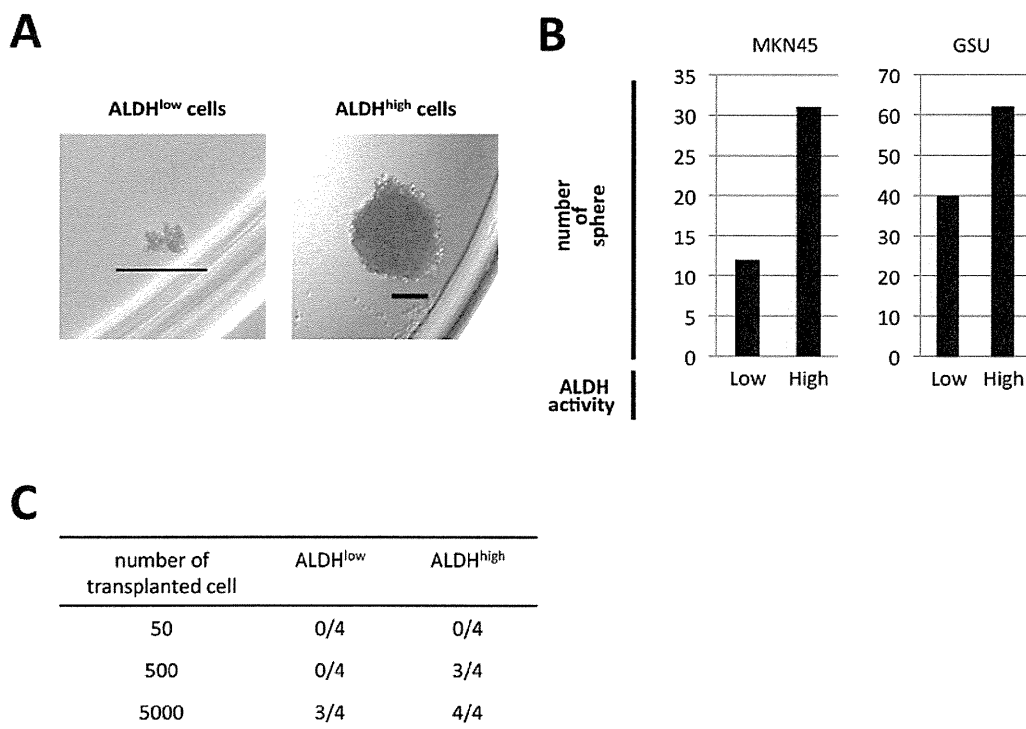 A
ALDHlow cells
ALDHhigh cells
B
MKN45
GSU
number
of
sphere
35
30
25
20
15
10
5
0
70
60
50
40
30
20
10
0
Low High
Low High
ALDH
activity
C
number of
transplanted cell
ALDHlow
ALDHhigh
50 0/4 0/4
500 0/4 3/4
5000 3/4 4/4